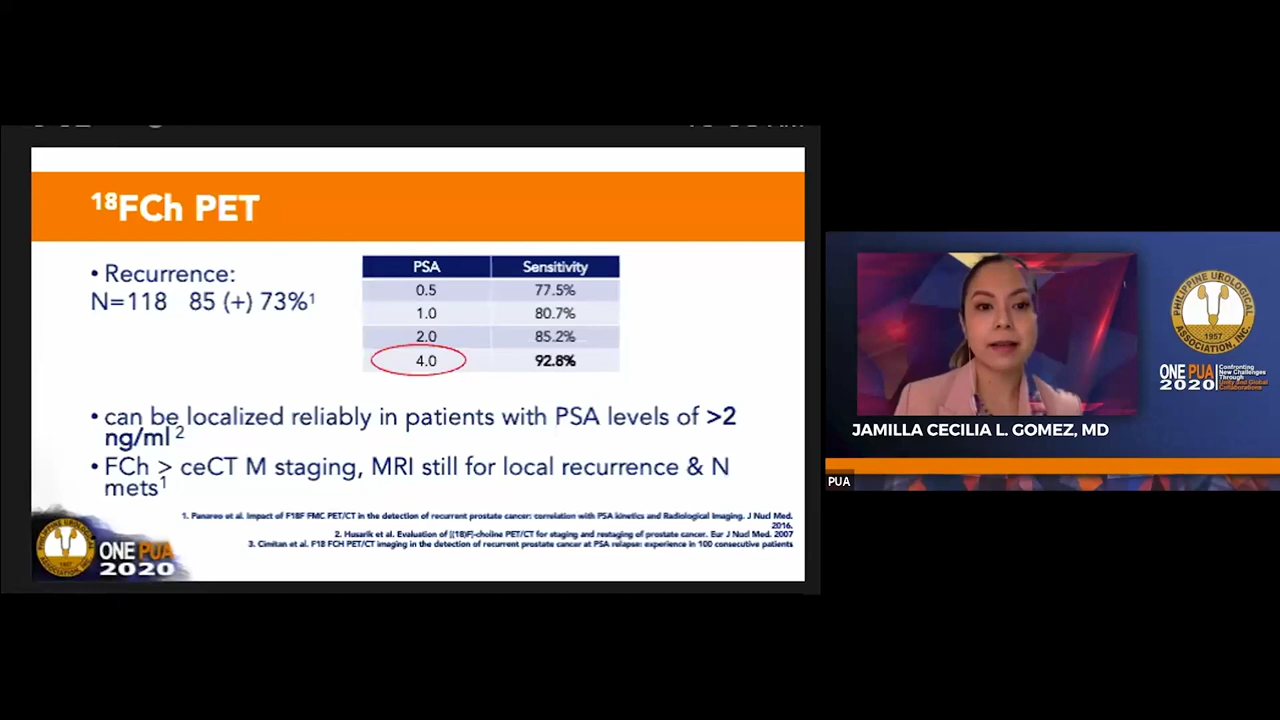 ¹⁸FCh PET
• Recurrence:
N=118 85 (+) 73%¹
PSA Sensitivity
0.5 77.5%
1.0 80.7%
2.0 85.2%
4.0 92.8%
• can be localized reliably in patients with PSA levels of >2
ng/ml ²
• FCh > ceCT M staging, MRI still for local recurrence & N
mets¹
1. Panareo et al. Impact of F18F FMC PET/CT in the detection of recurrent prostate cancer: correlation with PSA kinetics and Radiological Imaging. J Nucl Med.
2016.
2. Husarik et al. Evaluation of [(18)F]-choline PET/CT for staging and restaging of prostate cancer. Eur J Nucl Med. 2007
3. Cimitan et al. F18 FCH PET/CT imaging in the detection of recurrent prostate cancer at PSA relapse: experience in 100 consecutive patients
ONE PUA
2020
PHILIPPINE UROLOGICAL
ASSOCIATION, INC.
1957
ONE PUA
2020
Confronting
New Challenges
Through
Unity and Global
Collaborations
JAMILLA CECILIA L. GOMEZ, MD
PUA